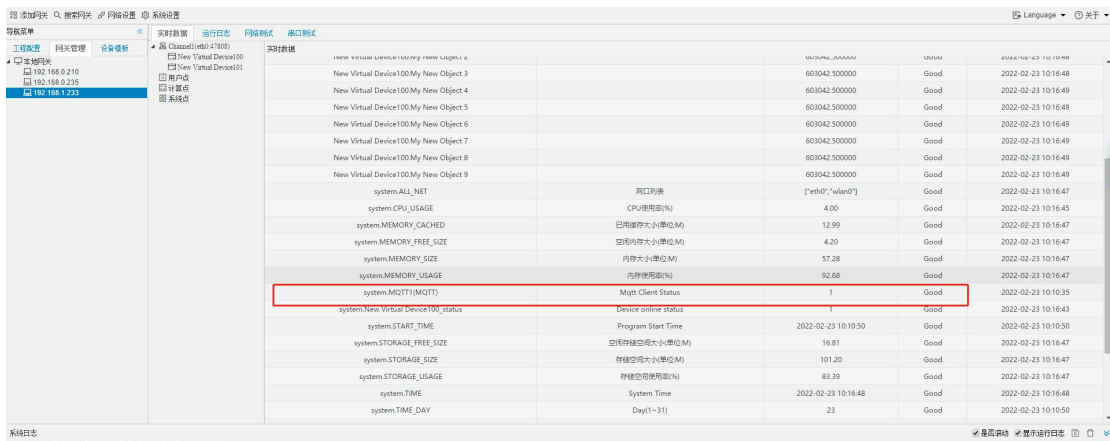 添加网关 搜索网关 网络设置 系统设置 Language 关于
导航菜单
工程配置 网关管理 设备模板
本地网关
192.168.0.210
192.168.0.235
192.168.1.233
实时数据 运行日志 网络测试 串口测试
Channel1(eth0:47808)
New Virtual Device100
New Virtual Device101
用户点
计算点
系统点
实时数据
New Virtual Device100.My New Object 2 603042.500000 Good 2022-02-23 10:16:48
New Virtual Device100.My New Object 3 603042.500000 Good 2022-02-23 10:16:48
New Virtual Device100.My New Object 4 603042.500000 Good 2022-02-23 10:16:49
New Virtual Device100.My New Object 5 603042.500000 Good 2022-02-23 10:16:49
New Virtual Device100.My New Object 6 603042.500000 Good 2022-02-23 10:16:49
New Virtual Device100.My New Object 7 603042.500000 Good 2022-02-23 10:16:49
New Virtual Device100.My New Object 8 603042.500000 Good 2022-02-23 10:16:49
New Virtual Device100.My New Object 9 603042.500000 Good 2022-02-23 10:16:49
system.ALL_NET 网口列表 ["eth0","wlan0"] Good 2022-02-23 10:16:47
system.CPU_USAGE CPU使用率(%) 4.00 Good 2022-02-23 10:16:45
system.MEMORY_CACHED 已用缓存大小(单位:M) 12.99 Good 2022-02-23 10:16:47
system.MEMORY_FREE_SIZE 空闲内存大小(单位:M) 4.20 Good 2022-02-23 10:16:47
system.MEMORY_SIZE 内存大小(单位:M) 57.28 Good 2022-02-23 10:16:47
system.MEMORY_USAGE 内存使用率(%) 92.68 Good 2022-02-23 10:16:47
system.MQTT1(MQTT) Mqtt Client Status 1 Good 2022-02-23 10:10:35
system.New Virtual Device100_status Device online status 1 Good 2022-02-23 10:16:43
system.START_TIME Program Start Time 2022-02-23 10:10:50 Good 2022-02-23 10:10:50
system.STORAGE_FREE_SIZE 空闲存储空间大小(单位:M) 16.81 Good 2022-02-23 10:16:47
system.STORAGE_SIZE 存储空间大小(单位:M) 101.20 Good 2022-02-23 10:16:47
system.STORAGE_USAGE 存储空间使用率(%) 83.39 Good 2022-02-23 10:16:47
system.TIME System Time 2022-02-23 10:16:48 Good 2022-02-23 10:16:48
system.TIME_DAY Day(1~31) 23 Good 2022-02-23 10:10:50
系统日志 是否滚动 显示运行日志